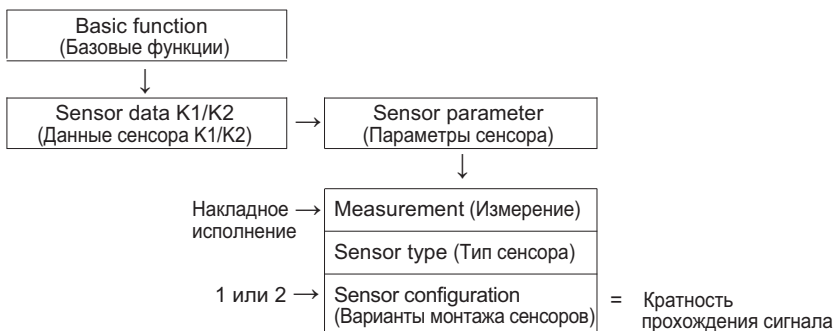 Basic function
(Базовые функции)
↓
Sensor data K1/K2
(Данные сенсора K1/K2)
→
Sensor parameter
(Параметры сенсора)
↓
Накладное →
исполнение
Measurement (Измерение)
Sensor type (Тип сенсора)
1 или 2 →
Sensor configuration
(Варианты монтажа сенсоров)
= Кратность
прохождения сигнала